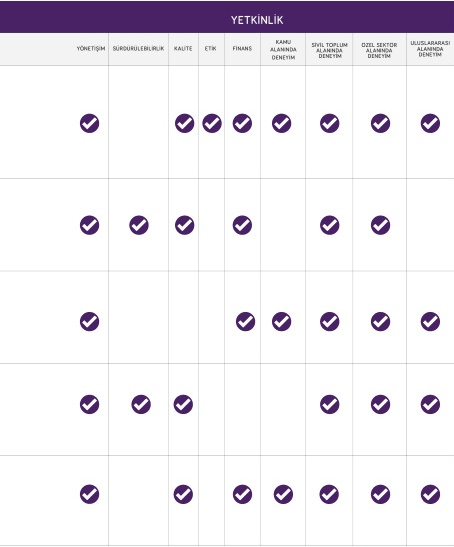 YETKİNLİK
YÖNETİŞİM
SÜRDÜRÜLEBİLİRLİK
KALİTE
ETİK
FİNANS
KAMU
ALANINDA
DENEYİM
SİVİL TOPLUM
ALANINDA
DENEYİM
ÖZEL SEKTÖR
ALANINDA
DENEYİM
ULUSLARARASI
ALANINDA
DENEYİM